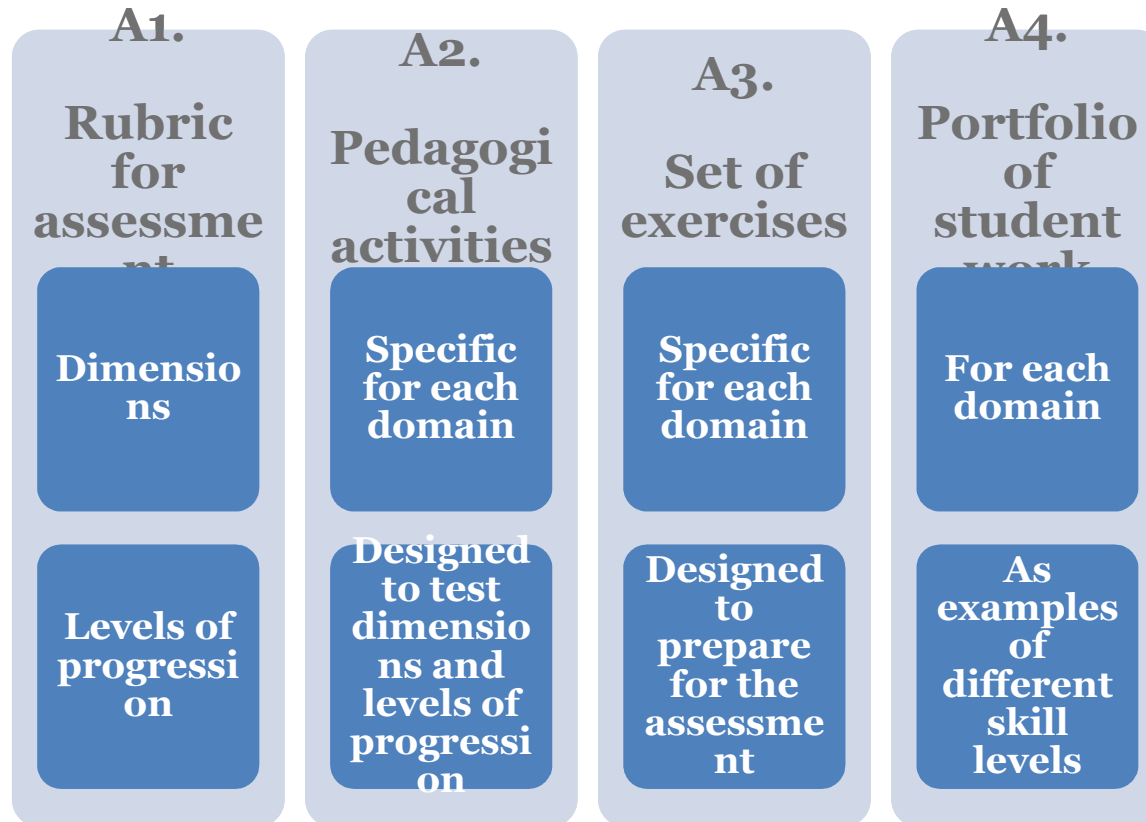 A1.
Rubric
for
assessme
nt
Dimensio
ns
Levels of
progressi
on
A2.
Pedagogi
cal
activities
Specific
for each
domain
Designed
to test
dimensio
ns and
levels of
progressi
on
A3.
Set of
exercises
Specific
for each
domain
Designed
to
prepare
for the
assessme
nt
A4.
Portfolio
of
student
work
For each
domain
As
examples
of
different
skill
levels